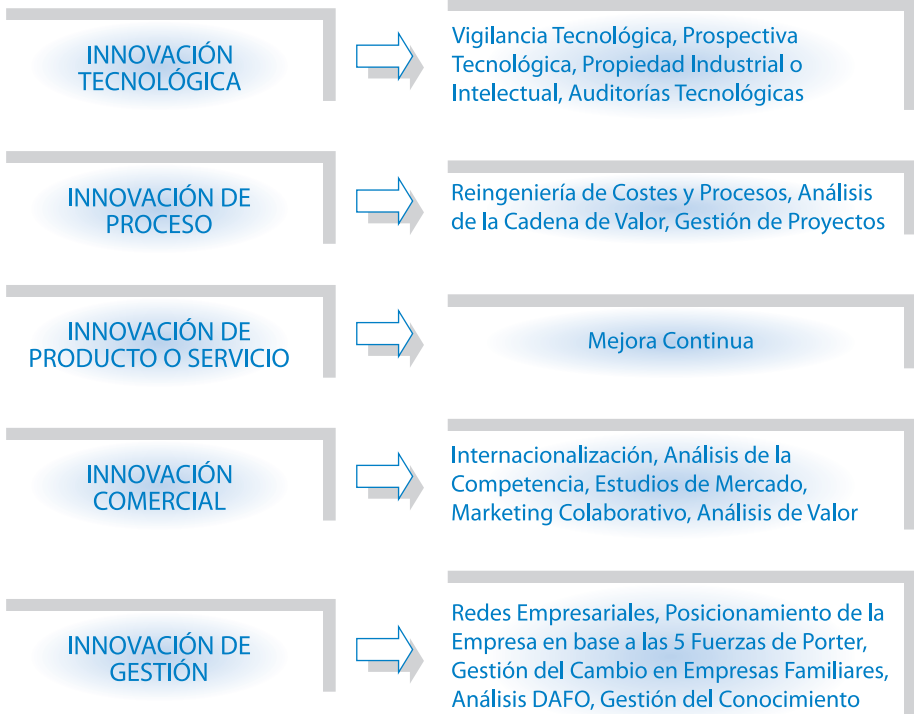 INNOVACIÓN
TECNOLÓGICA
Vigilancia Tecnológica, Prospectiva
Tecnológica, Propiedad Industrial o
Intelectual, Auditorías Tecnológicas
INNOVACIÓN DE
PROCESO
Reingeniería de Costes y Procesos, Análisis
de la Cadena de Valor, Gestión de Proyectos
INNOVACIÓN DE
PRODUCTO O SERVICIO
Mejora Continua
INNOVACIÓN
COMERCIAL
Internacionalización, Análisis de la
Competencia, Estudios de Mercado,
Marketing Colaborativo, Análisis de Valor
INNOVACIÓN DE
GESTIÓN
Redes Empresariales, Posicionamiento de la
Empresa en base a las 5 Fuerzas de Porter,
Gestión del Cambio en Empresas Familiares,
Análisis DAFO, Gestión del Conocimiento